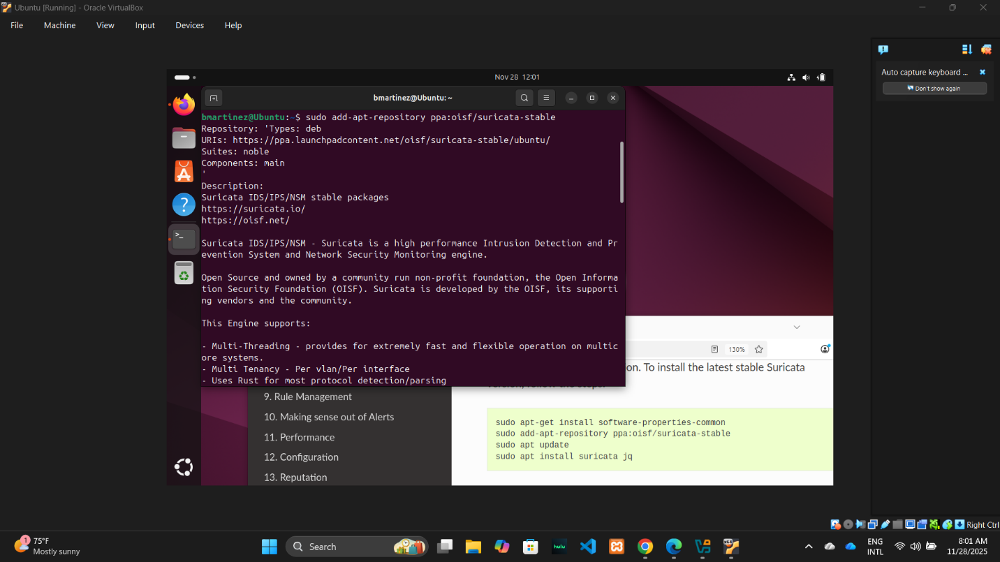 Ubuntu [Running] - Oracle VirtualBox
File Machine View Input Devices Help
Auto capture keyboard ...
Don't show again
Nov 28 12:01
bmartinez@Ubuntu: ~
bmartinez@Ubuntu:~$ sudo add-apt-repository ppa:oisf/suricata-stable
Repository: 'Types: deb
URIs: https://ppa.launchpadcontent.net/oisf/suricata-stable/ubuntu/
Suites: noble
Components: main
'
Description:
Suricata IDS/IPS/NSM stable packages
https://suricata.io/
https://oisf.net/
Suricata IDS/IPS/NSM - Suricata is a high performance Intrusion Detection and Pr
evention System and Network Security Monitoring engine.
Open Source and owned by a community run non-profit foundation, the Open Informa
tion Security Foundation (OISF). Suricata is developed by the OISF, its supporti
ng vendors and the community.
This Engine supports:
- Multi-Threading - provides for extremely fast and flexible operation on multic
ore systems.
- Multi Tenancy - Per vlan/Per interface
- Uses Rust for most protocol detection/parsing
130%
on. To install the latest stable Suricata
9. Rule Management
10. Making sense out of Alerts
11. Performance
12. Configuration
13. Reputation
sudo apt-get install software-properties-common
sudo add-apt-repository ppa:oisf/suricata-stable
sudo apt update
sudo apt install suricata jq
Right Ctrl
1
75°F
Mostly sunny
Search
hulu
ENG
INTL
8:01 AM
11/28/2025